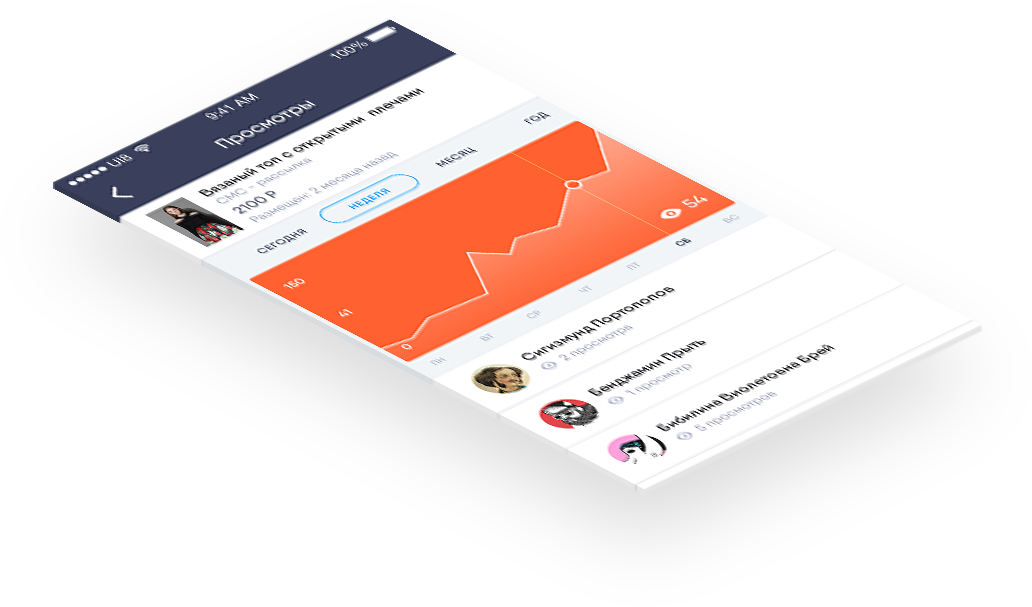 UI8 9:41 AM 100%
Просмотры
Вязаный топ с открытыми плечами
СМС - рассылка
2100 Р
Размещён: 2 месяца назад
СЕГОДНЯ НЕДЕЛЯ МЕСЯЦ ГОД
150
41
0
54
ПН ВТ СР ЧТ ПТ СБ ВС
Сигизмунд Портопопов
2 просмотра
Бенджамин Прыть
1 просмотр
Бибилина Виолетовна Брей
5 просмотров